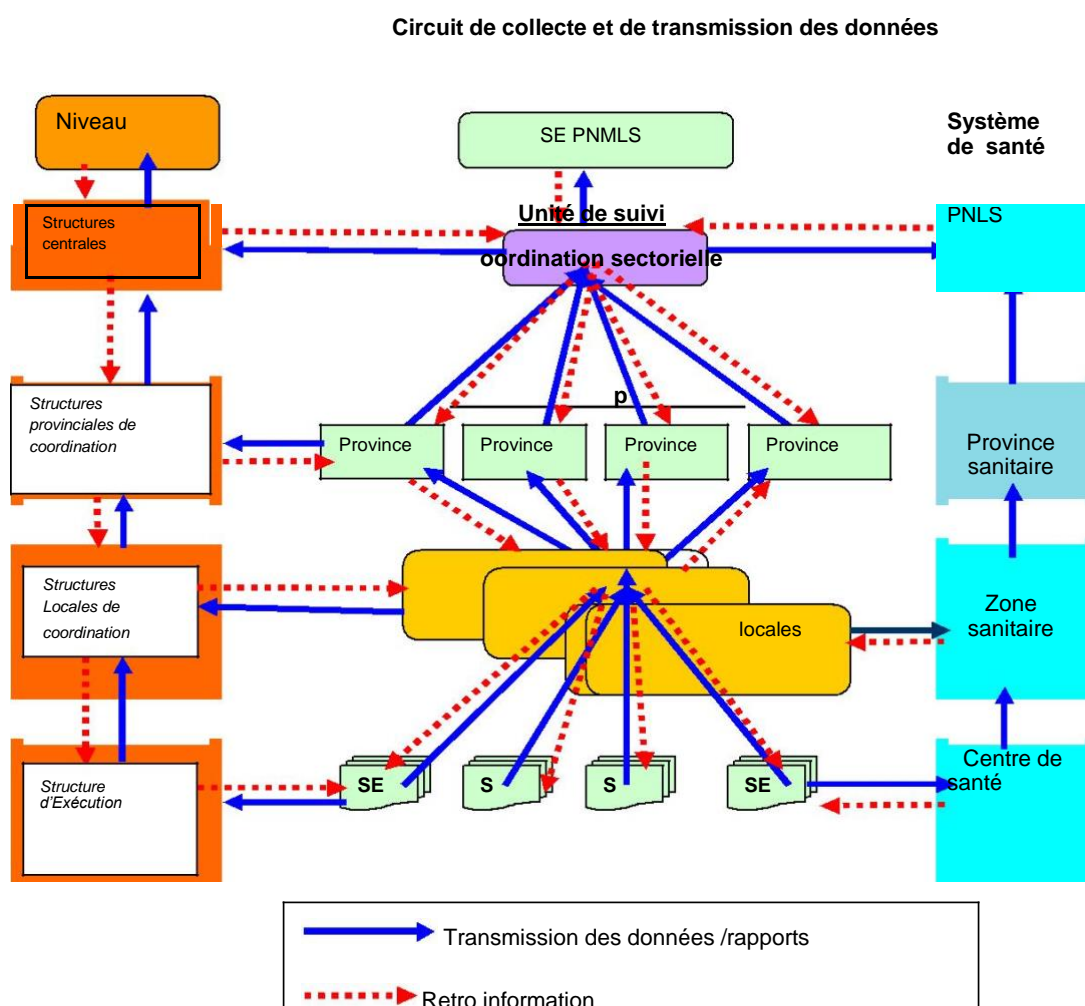 Circuit de collecte et de transmission des données
Niveau
SE PNMLS
Système
de santé
Structures
centrales
Unité de suivi
oordination sectorielle
PNLS
Structures
provinciales de
coordination
p
Province
Province
Province
Province
Province
sanitaire
Structures
Locales de
coordination
locales
Zone
sanitaire
Structure
d'Exécution
SE
S
S
SE
Centre de
santé
Transmission des données /rapports
Retro information